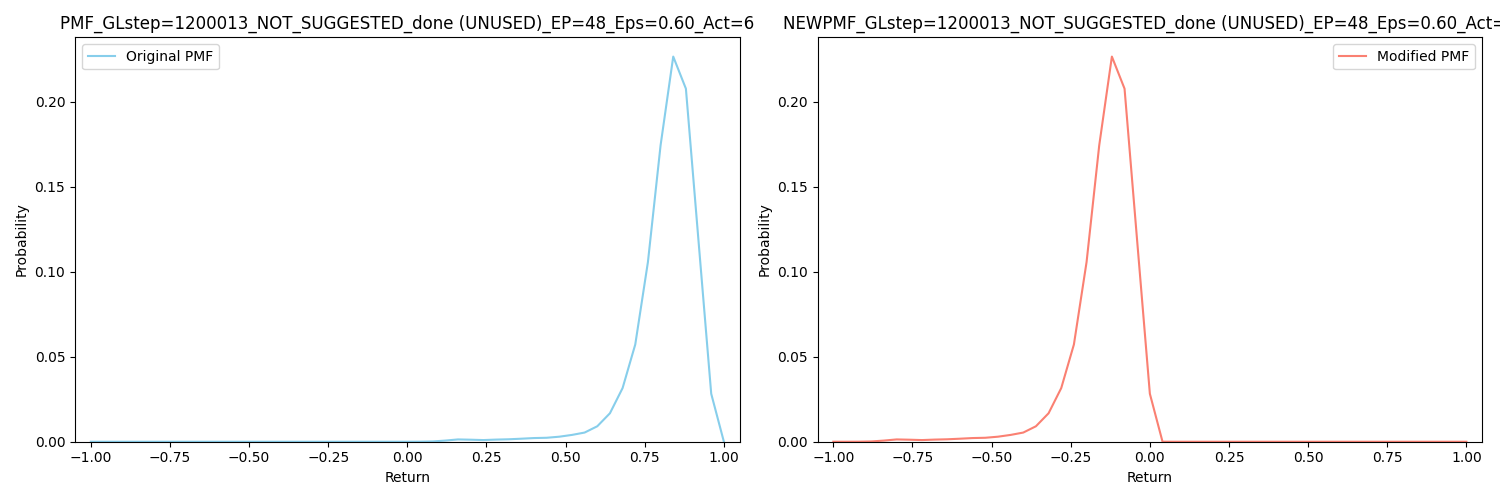 PMF_GLstep=1200013_NOT_SUGGESTED_done (UNUSED)_EP=48_Eps=0.60_Act=6
Original PMF
Probability
0.20
0.15
0.10
0.05
0.00
−1.00 −0.75 −0.50 −0.25 0.00 0.25 0.50 0.75 1.00
Return
NEWPMF_GLstep=1200013_NOT_SUGGESTED_done (UNUSED)_EP=48_Eps=0.60_Act=
Modified PMF
Probability
0.20
0.15
0.10
0.05
0.00
−1.00 −0.75 −0.50 −0.25 0.00 0.25 0.50 0.75 1.00
Return